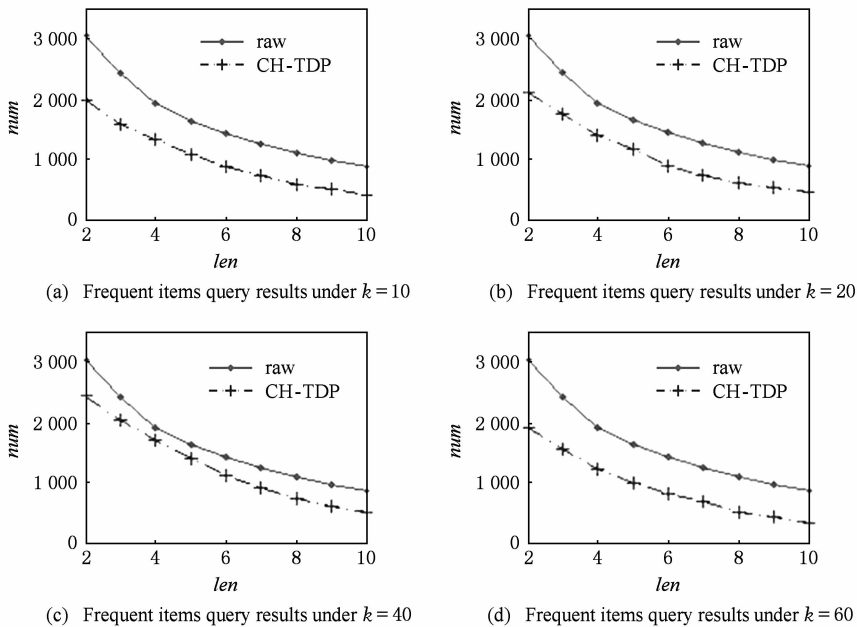 3 000
2 000
1 000
0
num
raw
CH-TDP
2 4 6 8 10
len
(a) Frequent items query results under k = 10
3 000
2 000
1 000
0
num
raw
CH-TDP
2 4 6 8 10
len
(b) Frequent items query results under k = 20
3 000
2 000
1 000
0
num
raw
CH-TDP
2 4 6 8 10
len
(c) Frequent items query results under k = 40
3 000
2 000
1 000
0
num
raw
CH-TDP
2 4 6 8 10
len
(d) Frequent items query results under k = 60